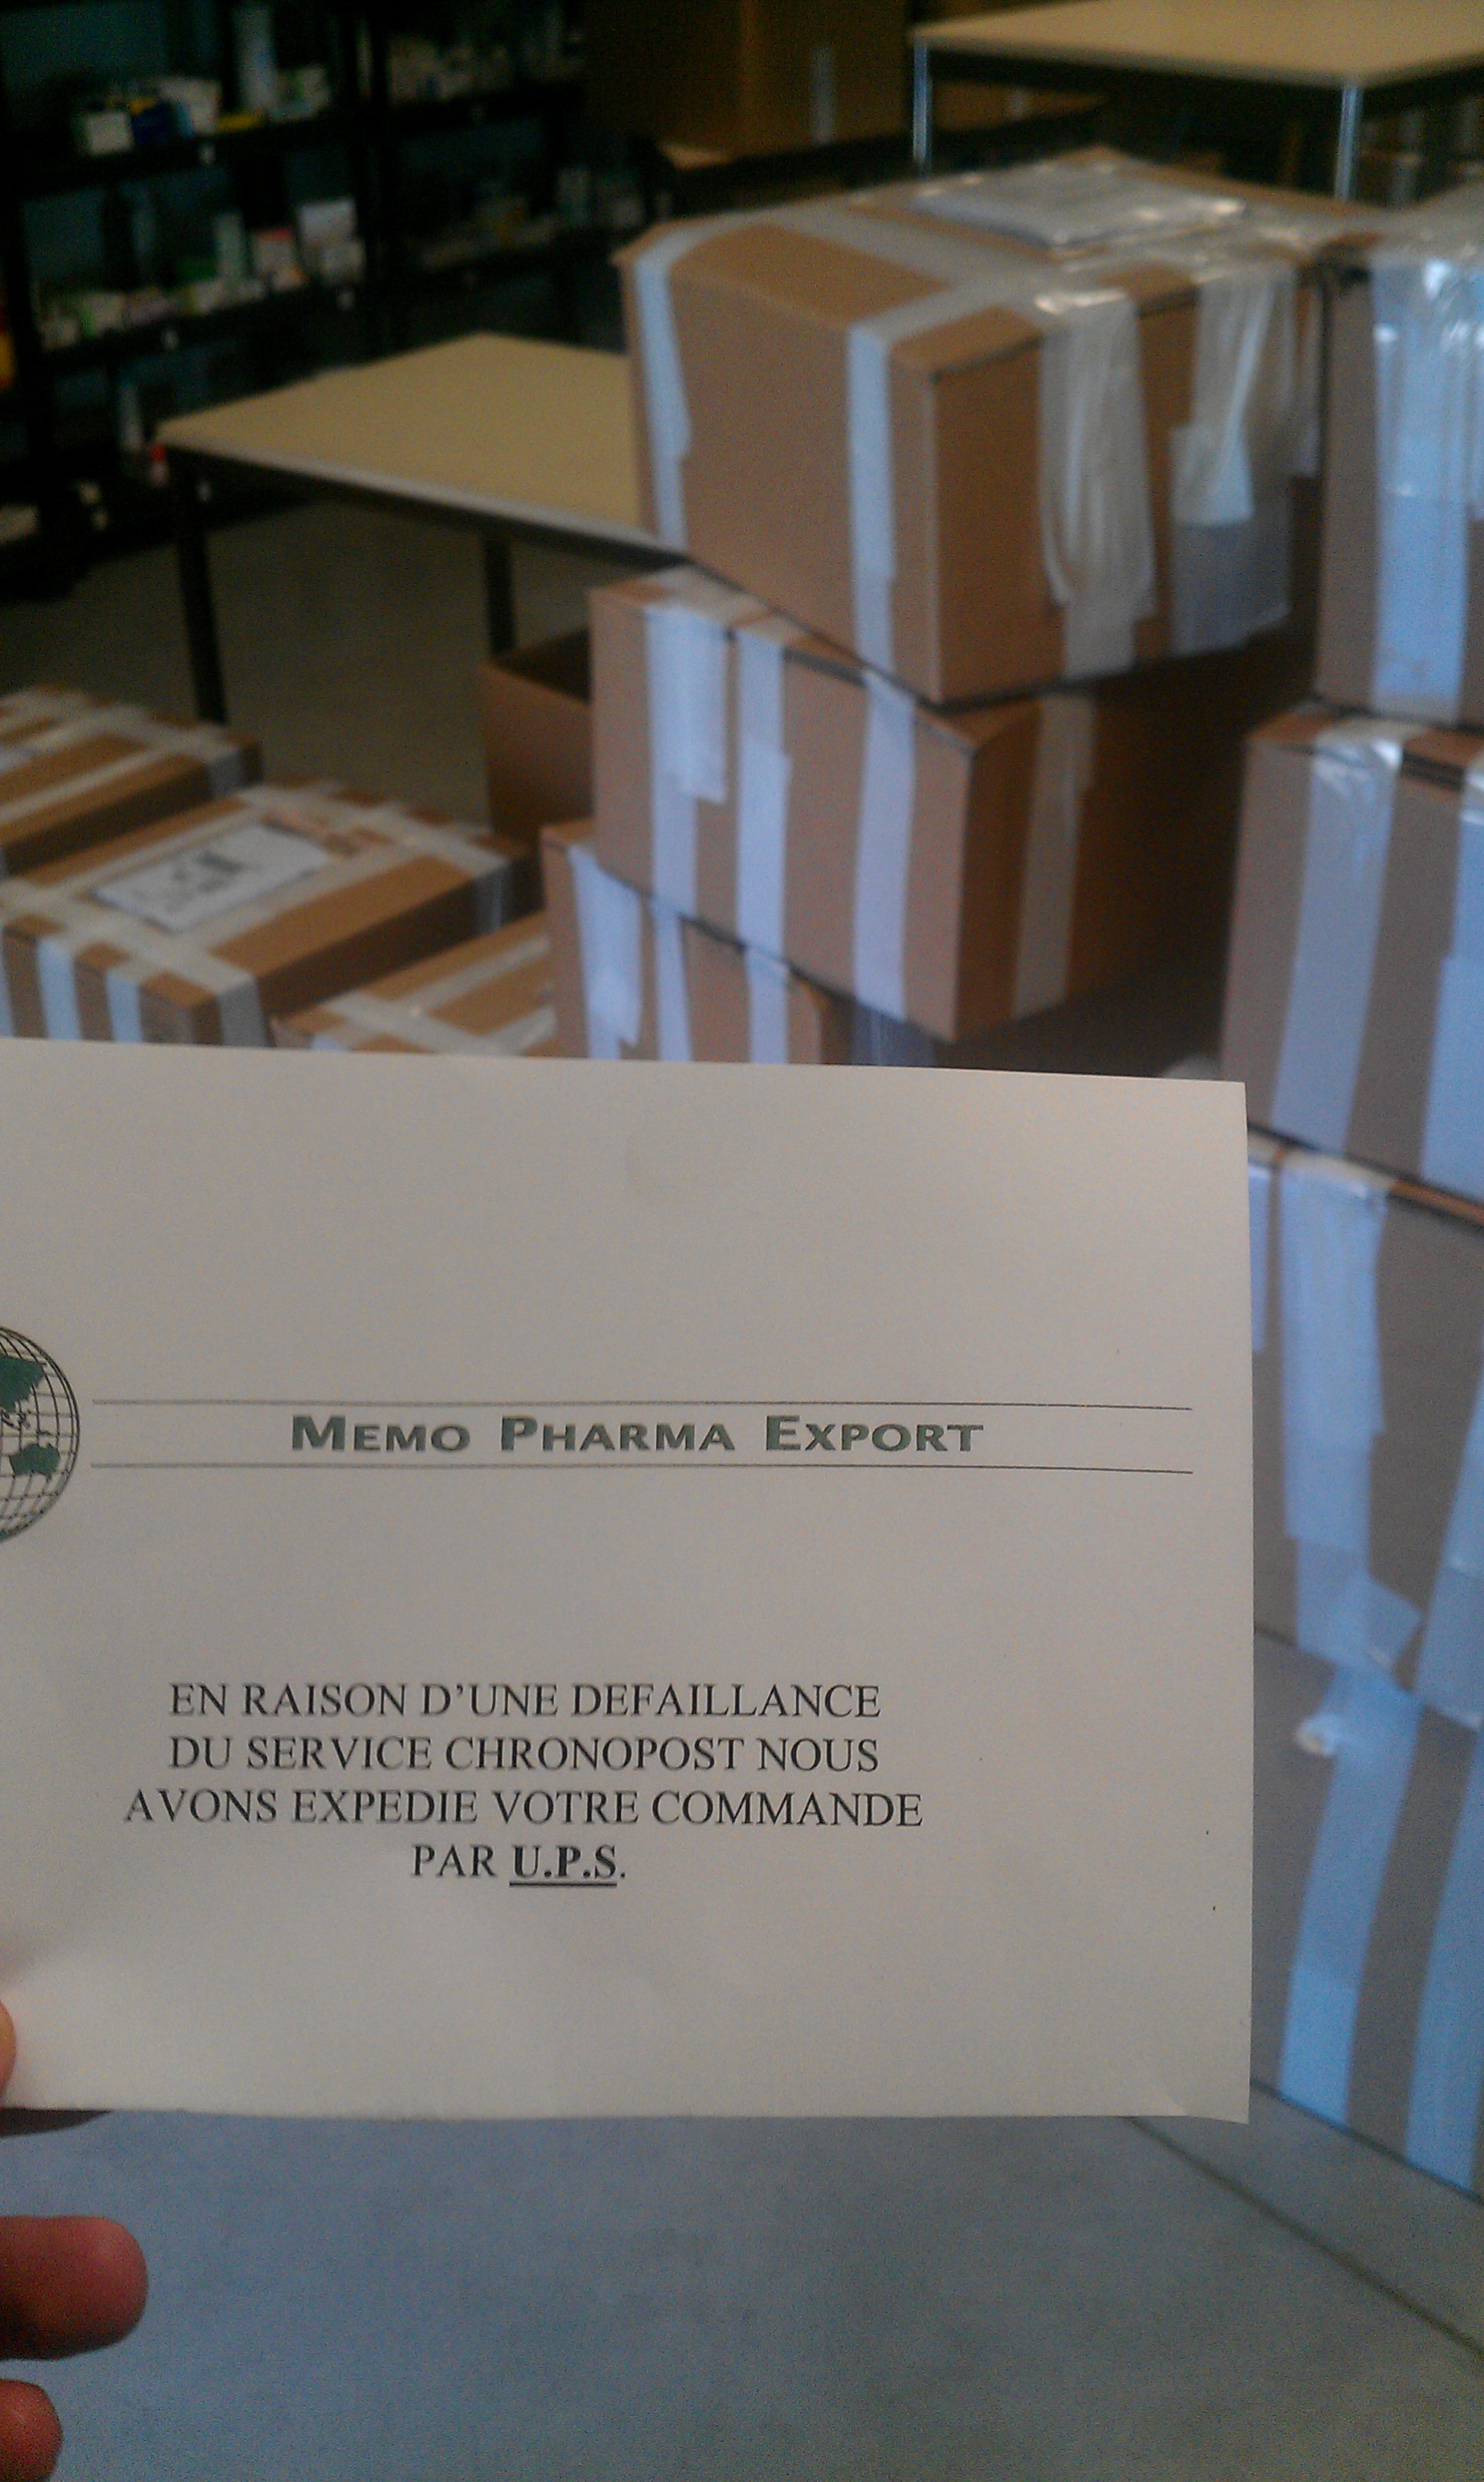 MEMO PHARMA EXPORT
EN RAISON D'UNE DEFAILLANCE
DU SERVICE CHRONOPOST NOUS
AVONS EXPEDIE VOTRE COMMANDE
PAR U.P.S.